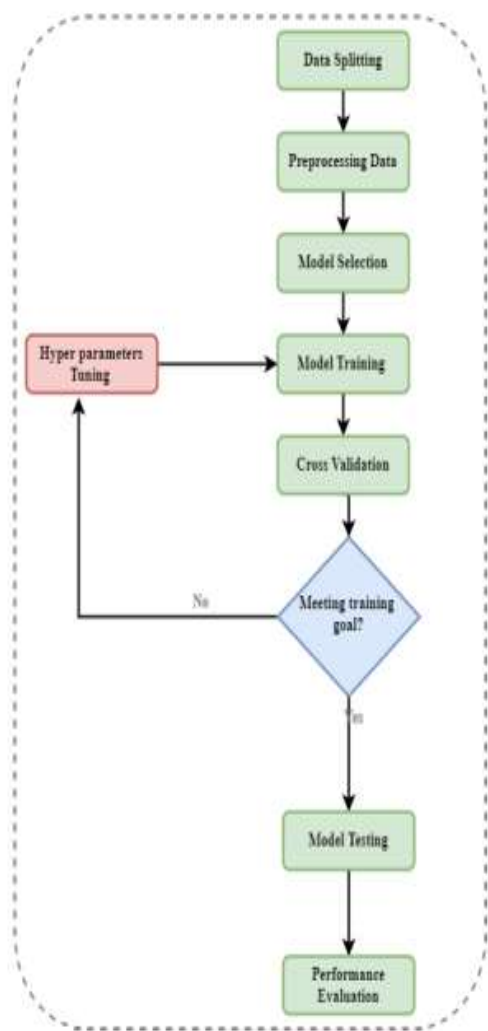 Data Splitting
Preprocessing Data
Model Selection
Hyper parameters
Tuning
Model Training
Cross Validation
Meeting training
goal?
No
Yes
Model Testing
Performance
Evaluation